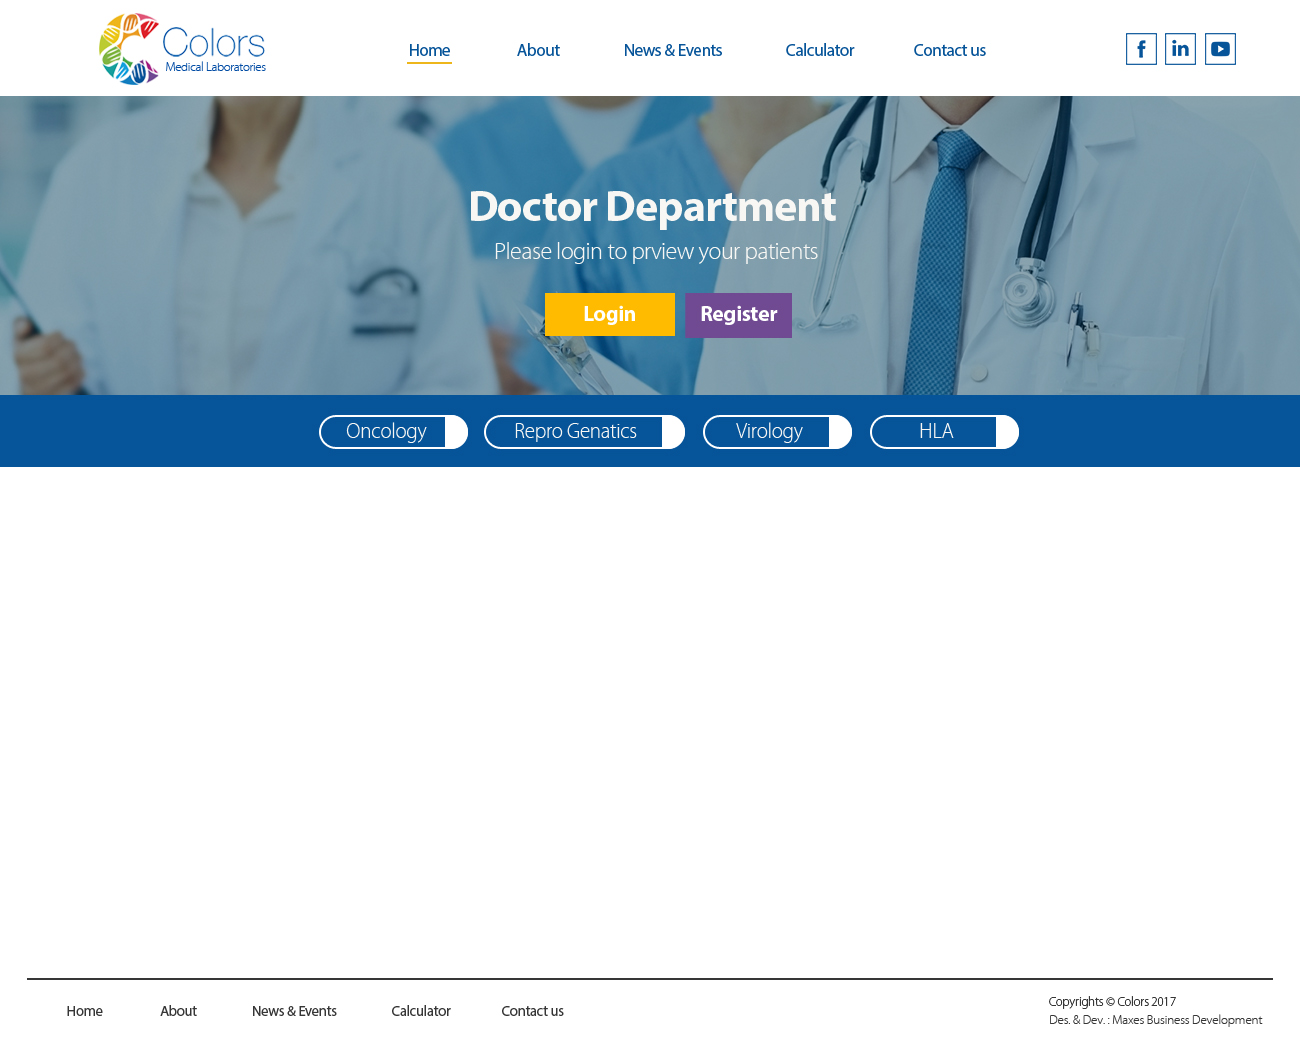 Colors
Medical Laboratories
Home About News & Events Calculator Contact us
Doctor Department
Please login to prview your patients
Login Register
Oncology Repro Genatics Virology HLA
Home About News & Events Calculator Contact us
Copyrights © Colors 2017
Des. & Dev. : Maxes Business Development